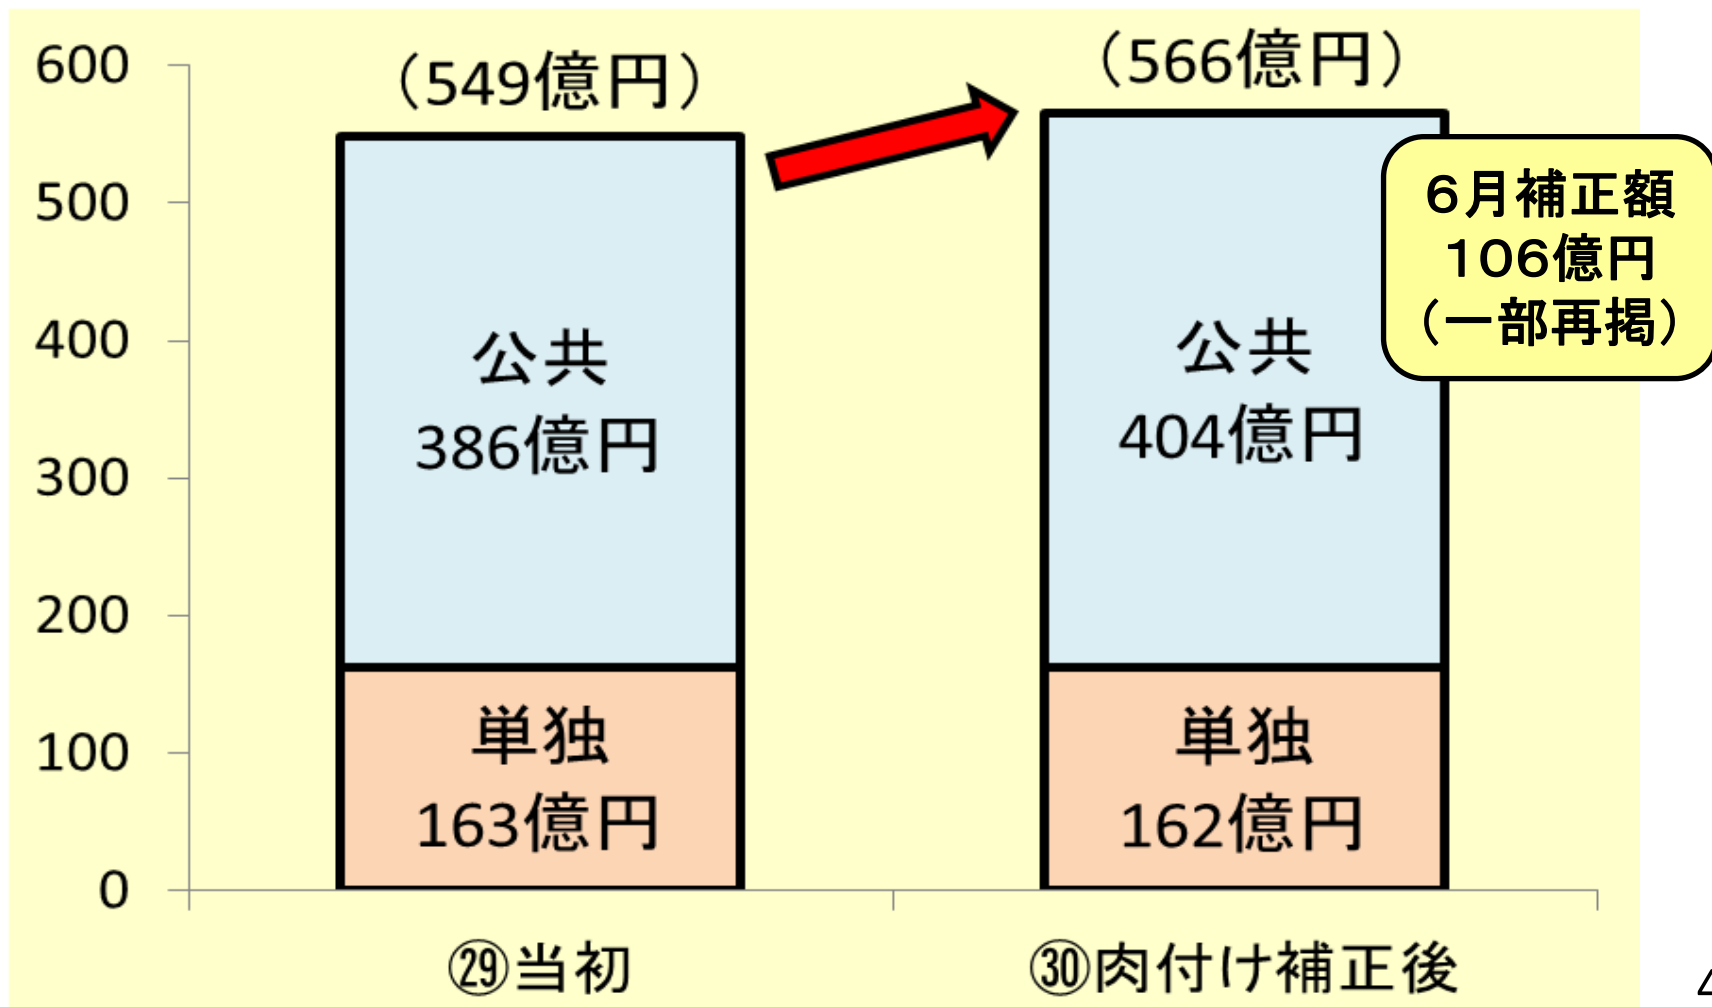 600
500
400
300
200
100
0
（549億円）
公共
386億円
単独
163億円
（566億円）
公共
404億円
単独
162億円
６月補正額
１０６億円
（一部再掲）
㉙当初
㉚肉付け補正後